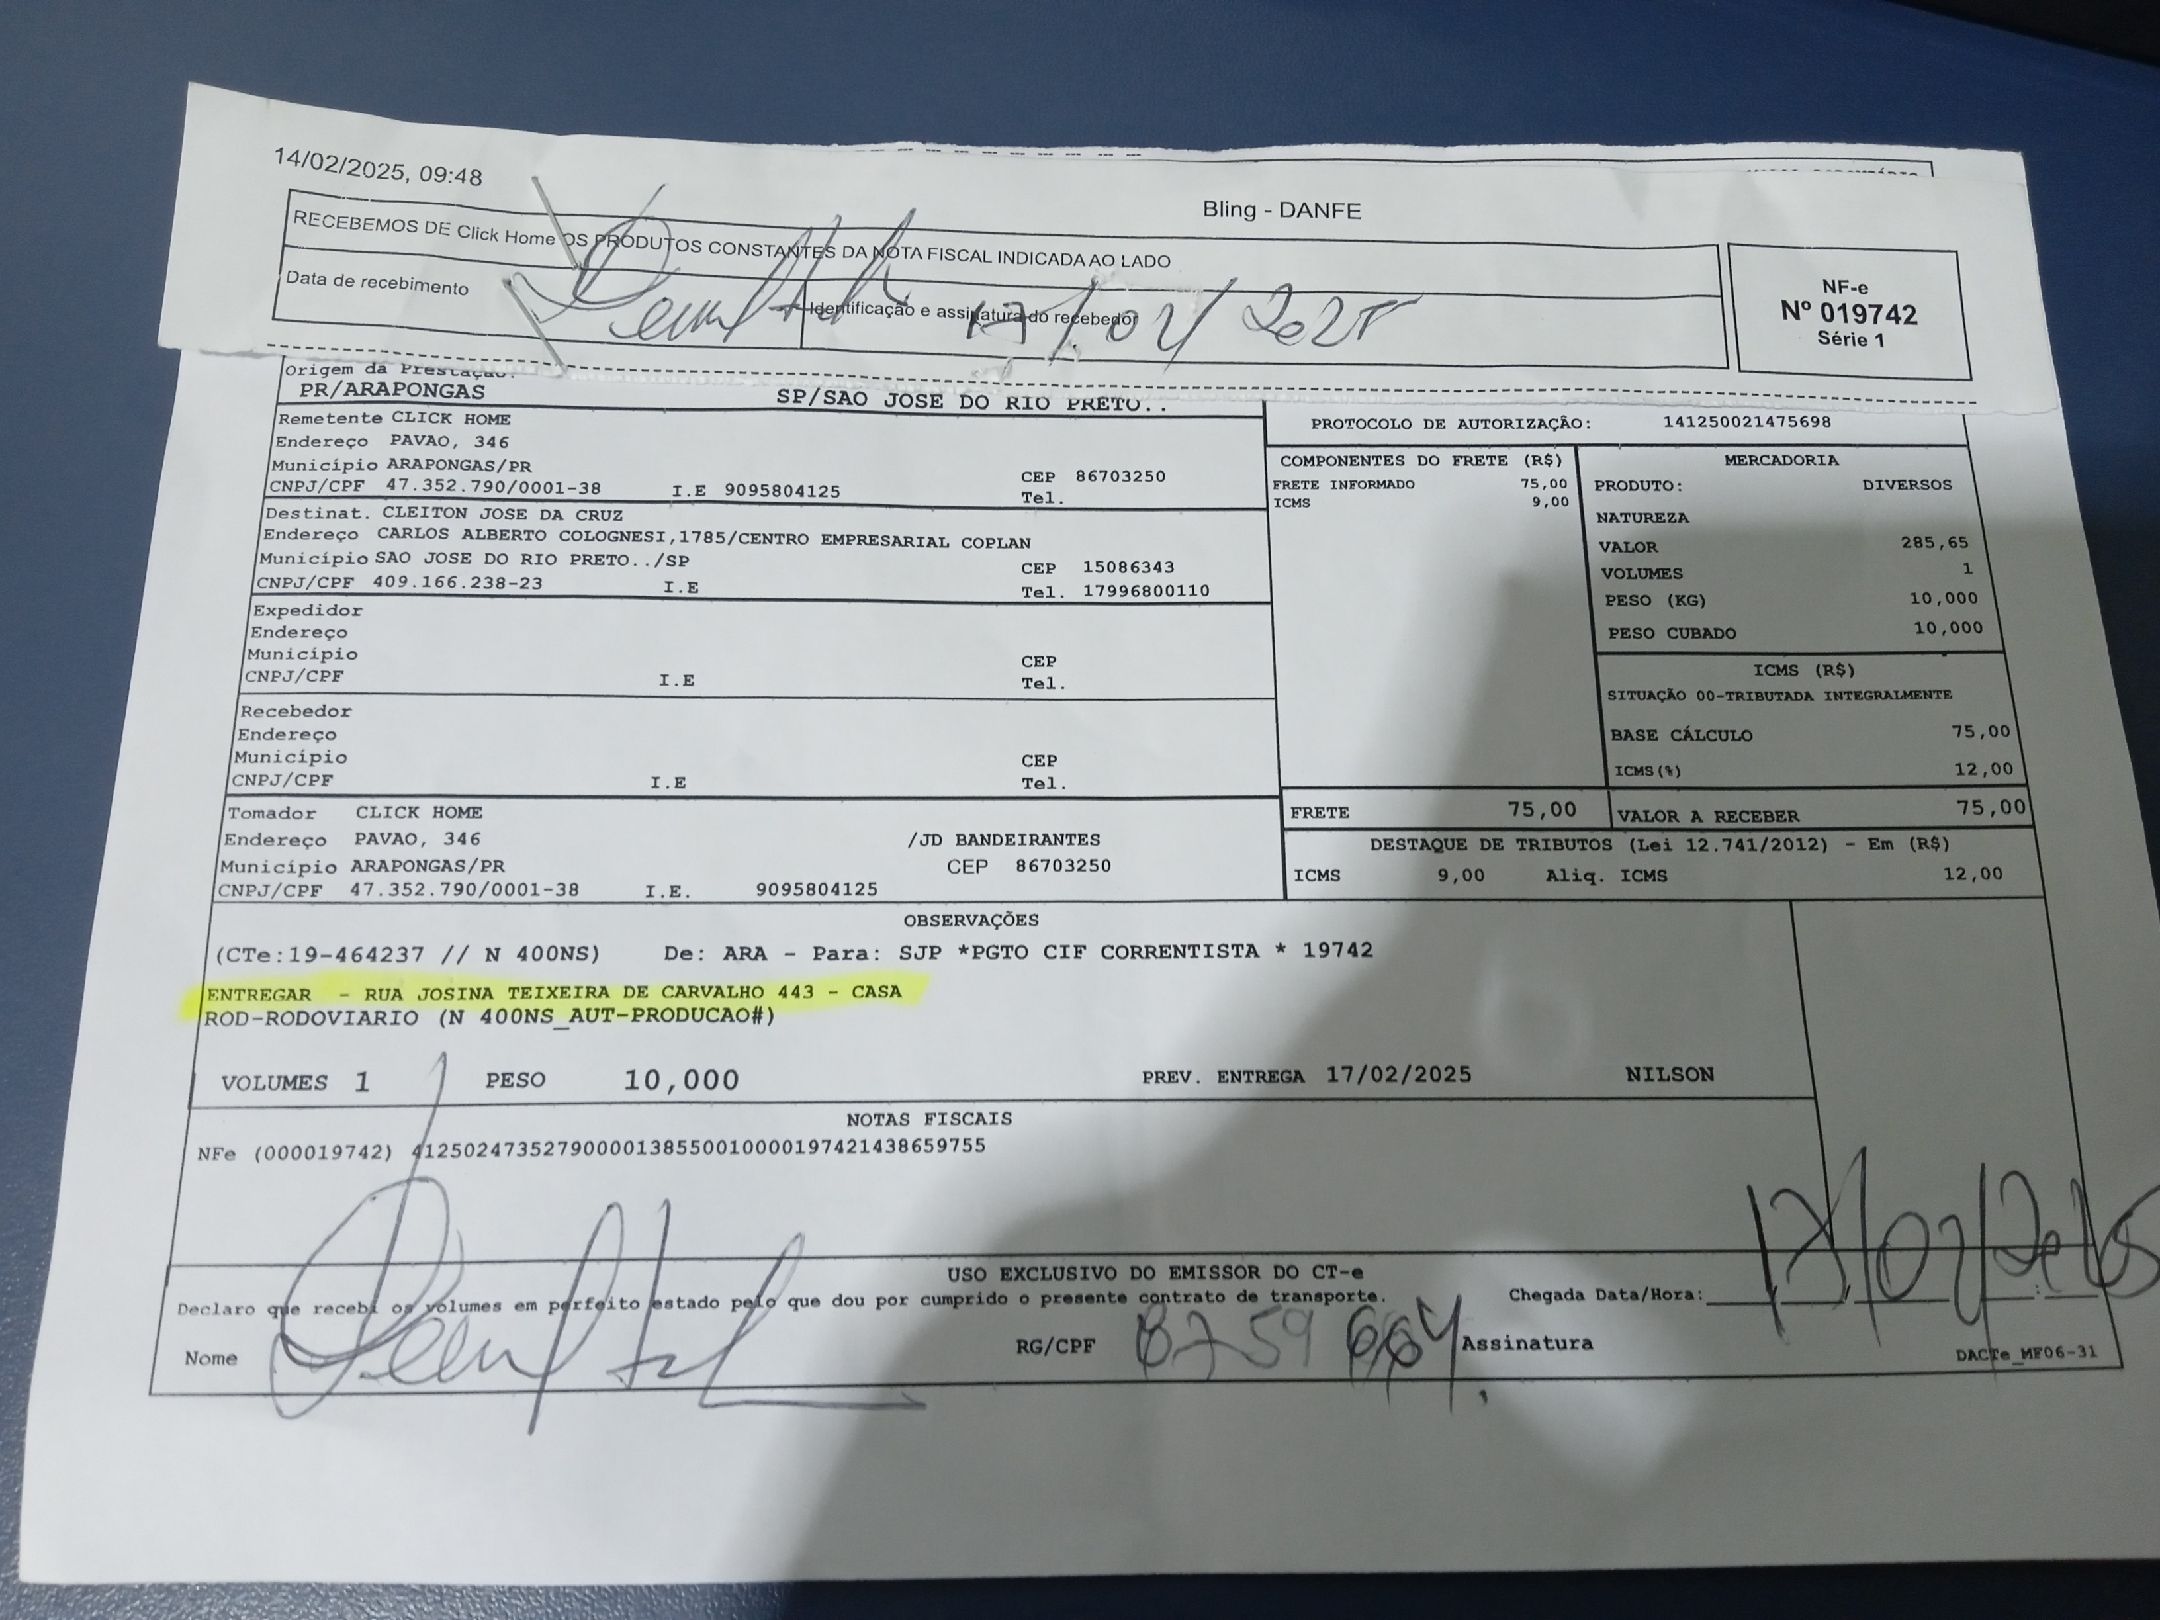 14/02/2025, 09:48
Bling - DANFE
RECEBEMOS DE Click Home OS PRODUTOS CONSTANTES DA NOTA FISCAL INDICADA AO LADO
Data de recebimento
Identificação e assinatura do recebedor
17/02/2025
NF-e
Nº 019742
Série 1
Origem da Prestação.
PR/ARAPONGAS
SP/SAO JOSE DO RIO PRETO..
Remetente CLICK HOME
Endereço PAVAO, 346
Município ARAPONGAS/PR
CEP 86703250
CNPJ/CPF 47.352.790/0001-38 I.E 9095804125
Tel.
Destinat. CLEITON JOSE DA CRUZ
Endereço CARLOS ALBERTO COLOGNESI,1785/CENTRO EMPRESARIAL COPLAN
Município SAO JOSE DO RIO PRETO../SP
CEP 15086343
CNPJ/CPF 409.166.238-23 I.E
Tel. 17996800110
Expedidor
Endereço
Município
CEP
CNPJ/CPF I.E
Tel.
Recebedor
Endereço
Município
CEP
CNPJ/CPF I.E
Tel.
Tomador CLICK HOME
Endereço PAVAO, 346 /JD BANDEIRANTES
Município ARAPONGAS/PR CEP 86703250
CNPJ/CPF 47.352.790/0001-38 I.E. 9095804125
PROTOCOLO DE AUTORIZAÇÃO: 141250021475698
COMPONENTES DO FRETE (R$)
FRETE INFORMADO 75,00
ICMS 9,00
MERCADORIA
PRODUTO: DIVERSOS
NATUREZA
VALOR 285,65
VOLUMES 1
PESO (KG) 10,000
PESO CUBADO 10,000
ICMS (R$)
SITUAÇÃO 00-TRIBUTADA INTEGRALMENTE
BASE CÁLCULO 75,00
ICMS(%) 12,00
FRETE 75,00
VALOR A RECEBER 75,00
DESTAQUE DE TRIBUTOS (Lei 12.741/2012) - Em (R$)
ICMS 9,00 Aliq. ICMS 12,00
OBSERVAÇÕES
(CTe:19-464237 // N 400NS) De: ARA - Para: SJP *PGTO CIF CORRENTISTA * 19742
ENTREGAR - RUA JOSINA TEIXEIRA DE CARVALHO 443 - CASA
ROD-RODOVIARIO (N 400NS_AUT-PRODUCAO#)
VOLUMES 1 PESO 10,000 PREV. ENTREGA 17/02/2025 NILSON
NOTAS FISCAIS
NFe (000019742) 41250247352790000138550010000197421438659755
USO EXCLUSIVO DO EMISSOR DO CT-e
Declaro que recebi os volumes em perfeito estado pelo que dou por cumprido o presente contrato de transporte.
Chegada Data/Hora: 17/02/2025
Nome
RG/CPF
Assinatura
DACTe_MF06-31